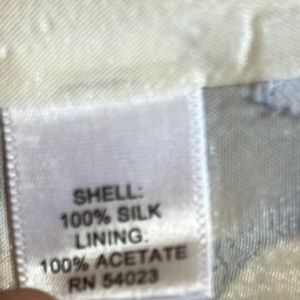 SHELL:
100% SILK
LINING:
100% ACETATE
RN 54023